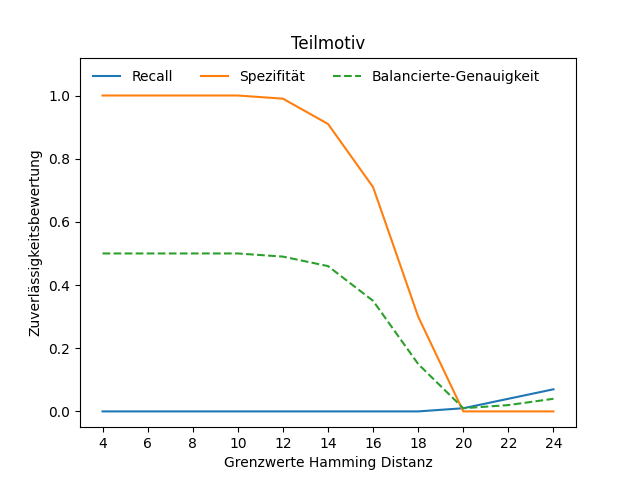 Teilmotiv
Recall Spezifität Balancierte-Genauigkeit
1.0
0.8
0.6
0.4
0.2
0.0
Zuverlässigkeitsbewertung
4 6 8 10 12 14 16 18 20 22 24
Grenzwerte Hamming Distanz